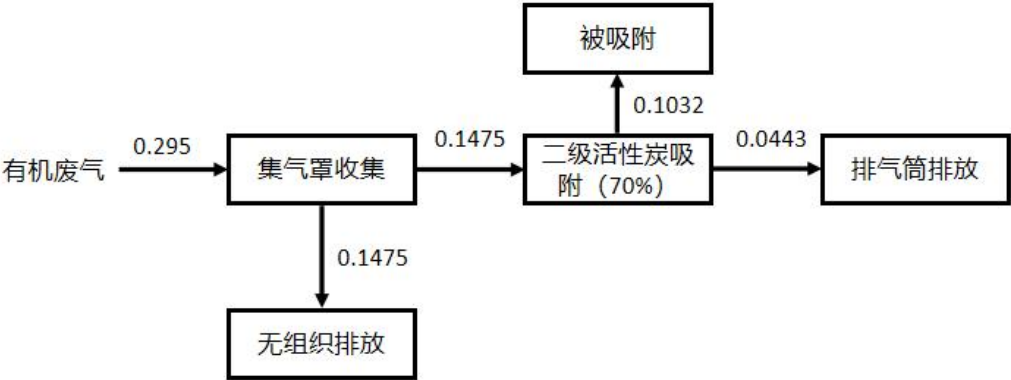 被吸附
0.1032
有机废气
0.295
集气罩收集
0.1475
二级活性炭吸
附（70%）
0.0443
排气筒排放
0.1475
无组织排放